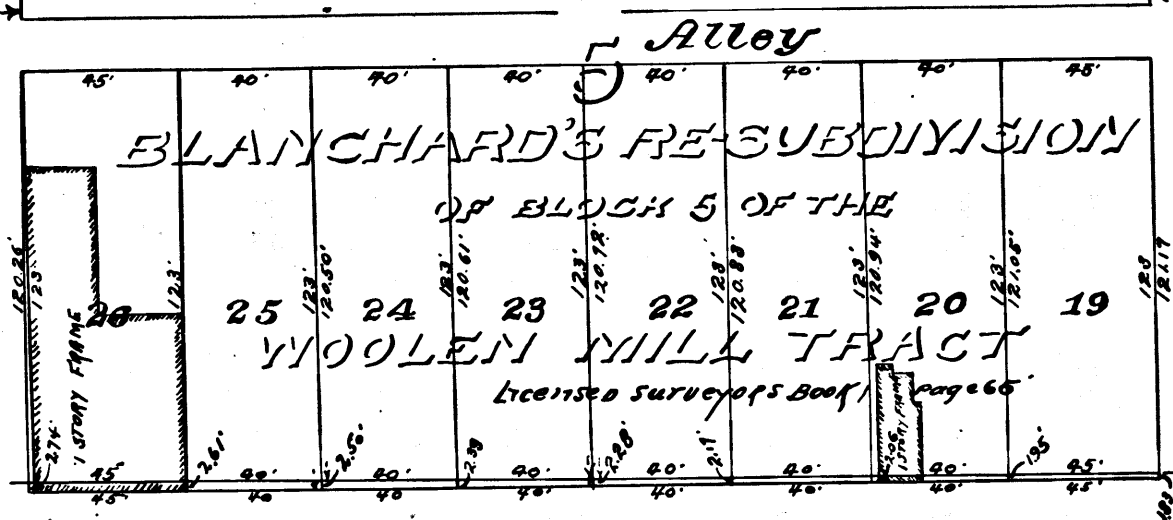 Alley
45' 40' 40' 40' 40' 40' 40' 45'
BLANCHARD'S RE-SUBDIVISION
OF BLOCK 5 OF THE
120.26' 123' 123' 123' 120.50' 123' 120.61' 123' 120.72' 123' 120.83' 123' 120.94' 123' 121.05' 123 121.17
26 25 24 23 22 21 20 19
WOOLEN MILL TRACT
Licensed Surveyors Book 1 page 65
1 STORY FRAME
1 STORY FRAME
2.74' 2.61' 2.50' 2.39 2.28' 2.17' 2.06 1.95'
45' 40' 40' 40' 40' 40' 40' 45'
45' 40 40 40' 40' 40' 40' 45'